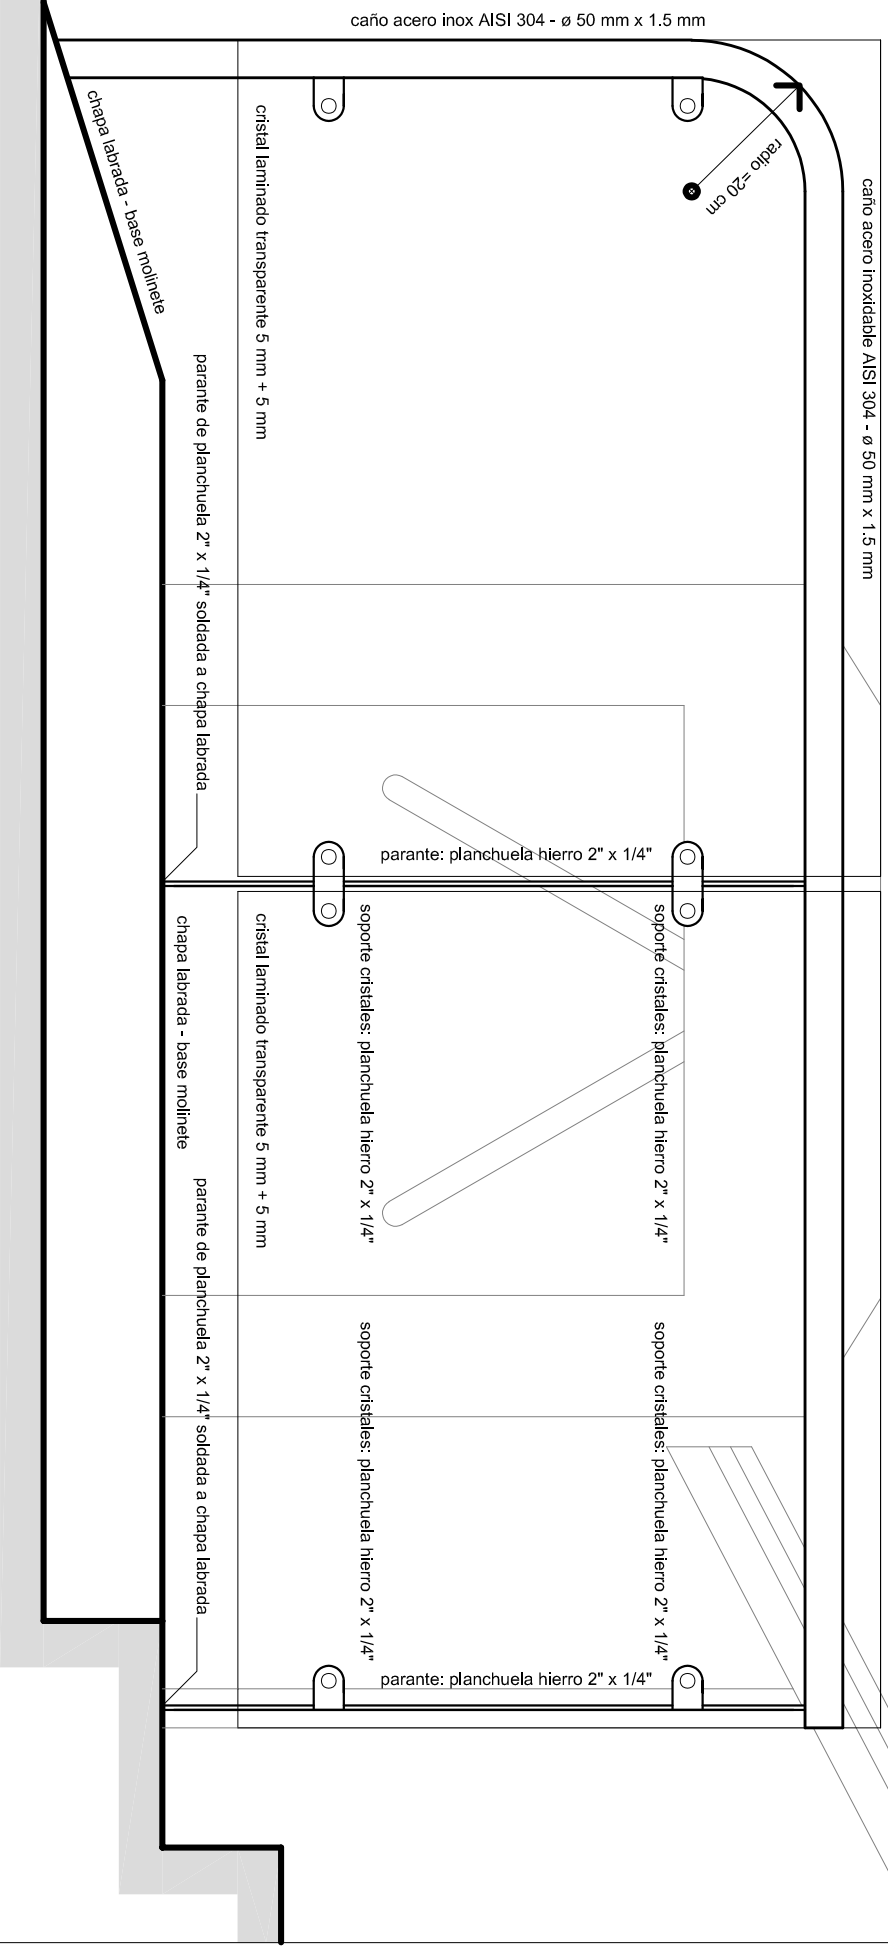 caño acero inox AISI 304 - ø 50 mm x 1.5 mm
caño acero inoxidable AISI 304 - ø 50 mm x 1.5 mm
radio =20 cm
chapa labrada - base molinete
cristal laminado transparente 5 mm + 5 mm
parante de planchuela 2" x 1/4" soldada a chapa labrada
parante: planchuela hierro 2" x 1/4"
soporte cristales: planchuela hierro 2" x 1/4"
soporte cristales: planchuela hierro 2" x 1/4"
cristal laminado transparente 5 mm + 5 mm
chapa labrada - base molinete
parante de planchuela 2" x 1/4" soldada a chapa labrada
soporte cristales: planchuela hierro 2" x 1/4"
soporte cristales: planchuela hierro 2" x 1/4"
parante: planchuela hierro 2" x 1/4"